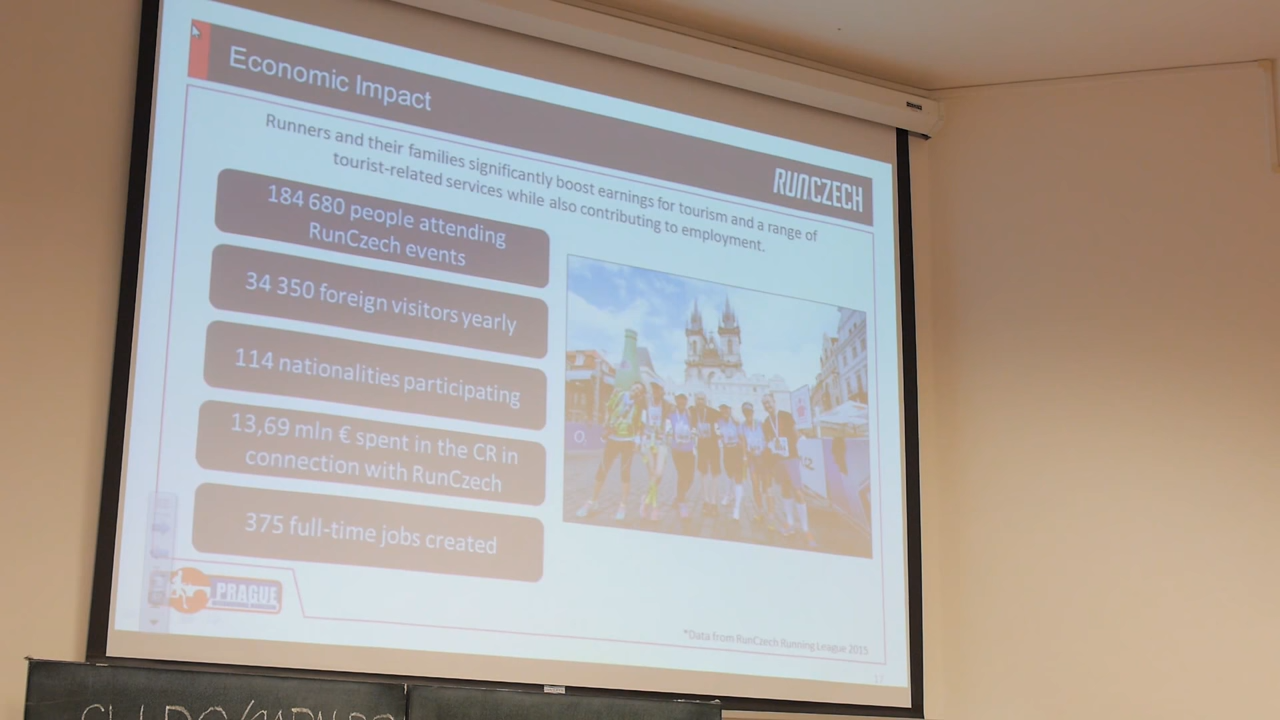 Economic Impact
RUNCZECH
Runners and their families significantly boost earnings for tourism and a range of
tourist-related services while also contributing to employment.
184 680 people attending
RunCzech events
34 350 foreign visitors yearly
114 nationalities participating
13,69 mln € spent in the CR in
connection with RunCzech
375 full-time jobs created
PRAGUE
*Data from RunCzech Running League 2015
17